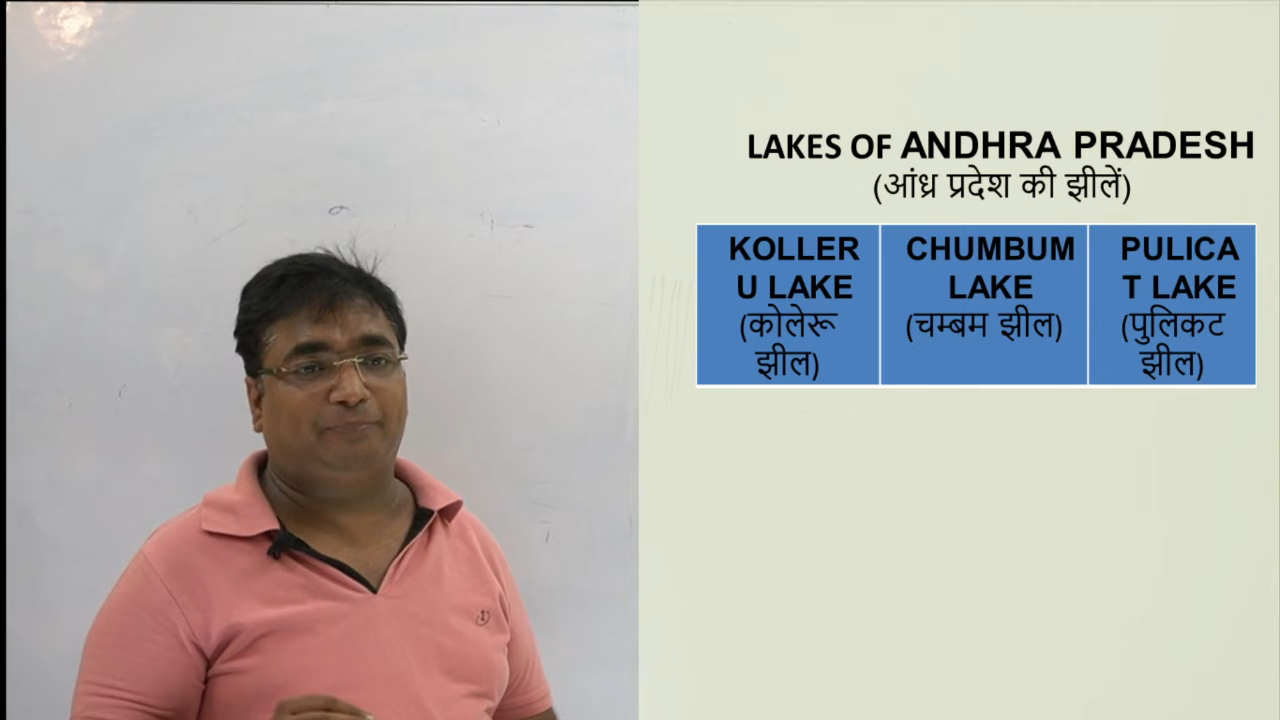 LAKES OF ANDHRA PRADESH
(आंध्र प्रदेश की झीलें)
KOLLER
U LAKE
(कोलेरू
झील)
CHUMBUM
LAKE
(चम्बम झील)
PULICA
T LAKE
(पुलिकट
झील)